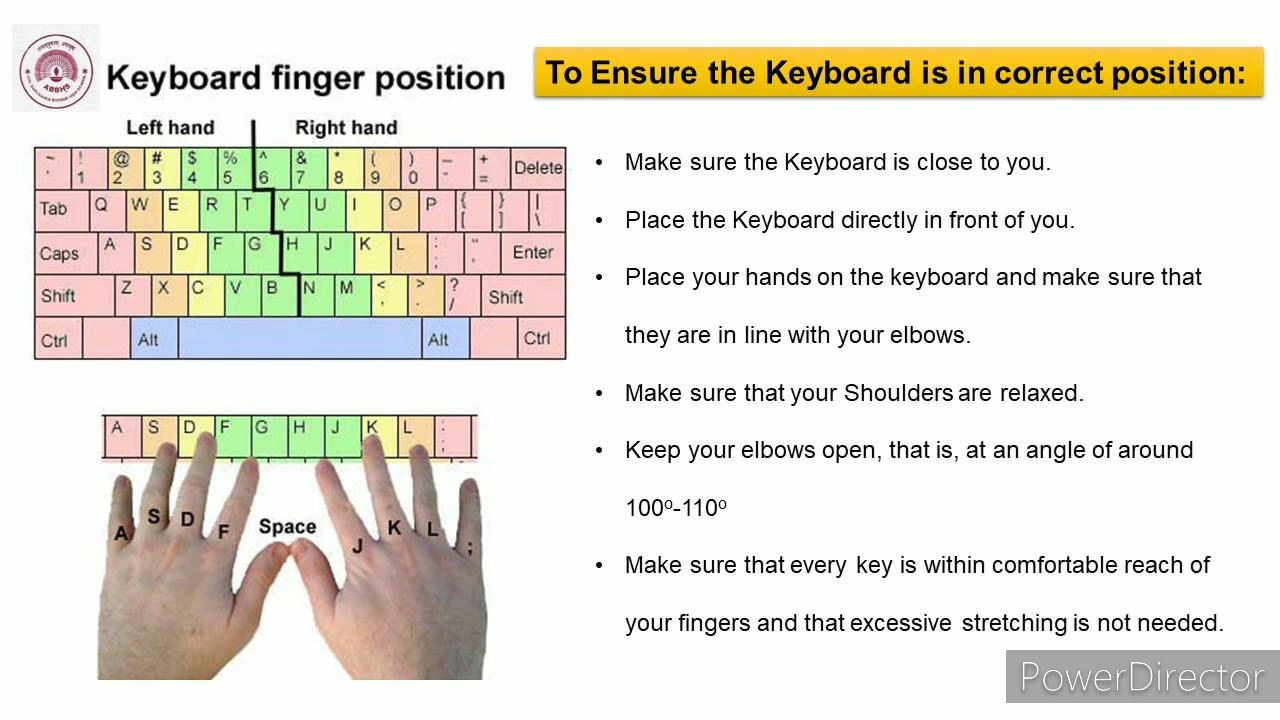 ABBHS
Keyboard finger position
To Ensure the Keyboard is in correct position:
Left hand Right hand
~ ! @ # $ % ^ & * ( ) _ + Delete
` 1 2 3 4 5 6 7 8 9 0 - =
Tab Q W E R T Y U I O P { } |
[ ] \
Caps A S D F G H J K L : " Enter
; '
Shift Z X C V B N M < > ? Shift
, . /
Ctrl Alt Alt Ctrl
A S D F G H J K L :
;
A S D F Space J K L ;
• Make sure the Keyboard is close to you.
• Place the Keyboard directly in front of you.
• Place your hands on the keyboard and make sure that
they are in line with your elbows.
• Make sure that your Shoulders are relaxed.
• Keep your elbows open, that is, at an angle of around
100º-110º
• Make sure that every key is within comfortable reach of
your fingers and that excessive stretching is not needed.
PowerDirector